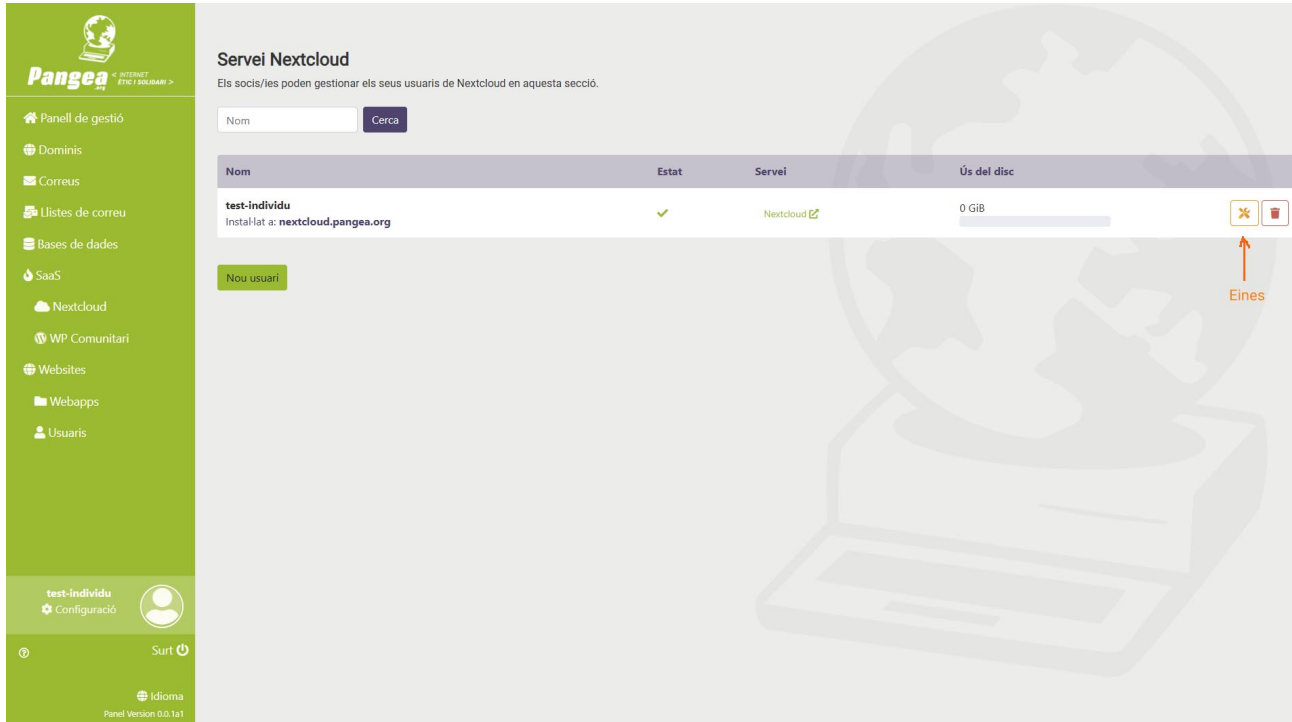 Pangea
.org
< INTERNET
ÈTIC I SOLIDARI >
Panell de gestió
Dominis
Correus
Llistes de correu
Bases de dades
SaaS
Nextcloud
WP Comunitari
Websites
Webapps
Usuaris
test-individu
Configuració
Surt
Idioma
Panel Version 0.0.1a1
Servei Nextcloud
Els socis/ies poden gestionar els seus usuaris de Nextcloud en aquesta secció.
Nom Cerca
Nom Estat Servei Ús del disc
test-individu
Instal·lat a: nextcloud.pangea.org Nextcloud 0 GiB
Nou usuari
Eines